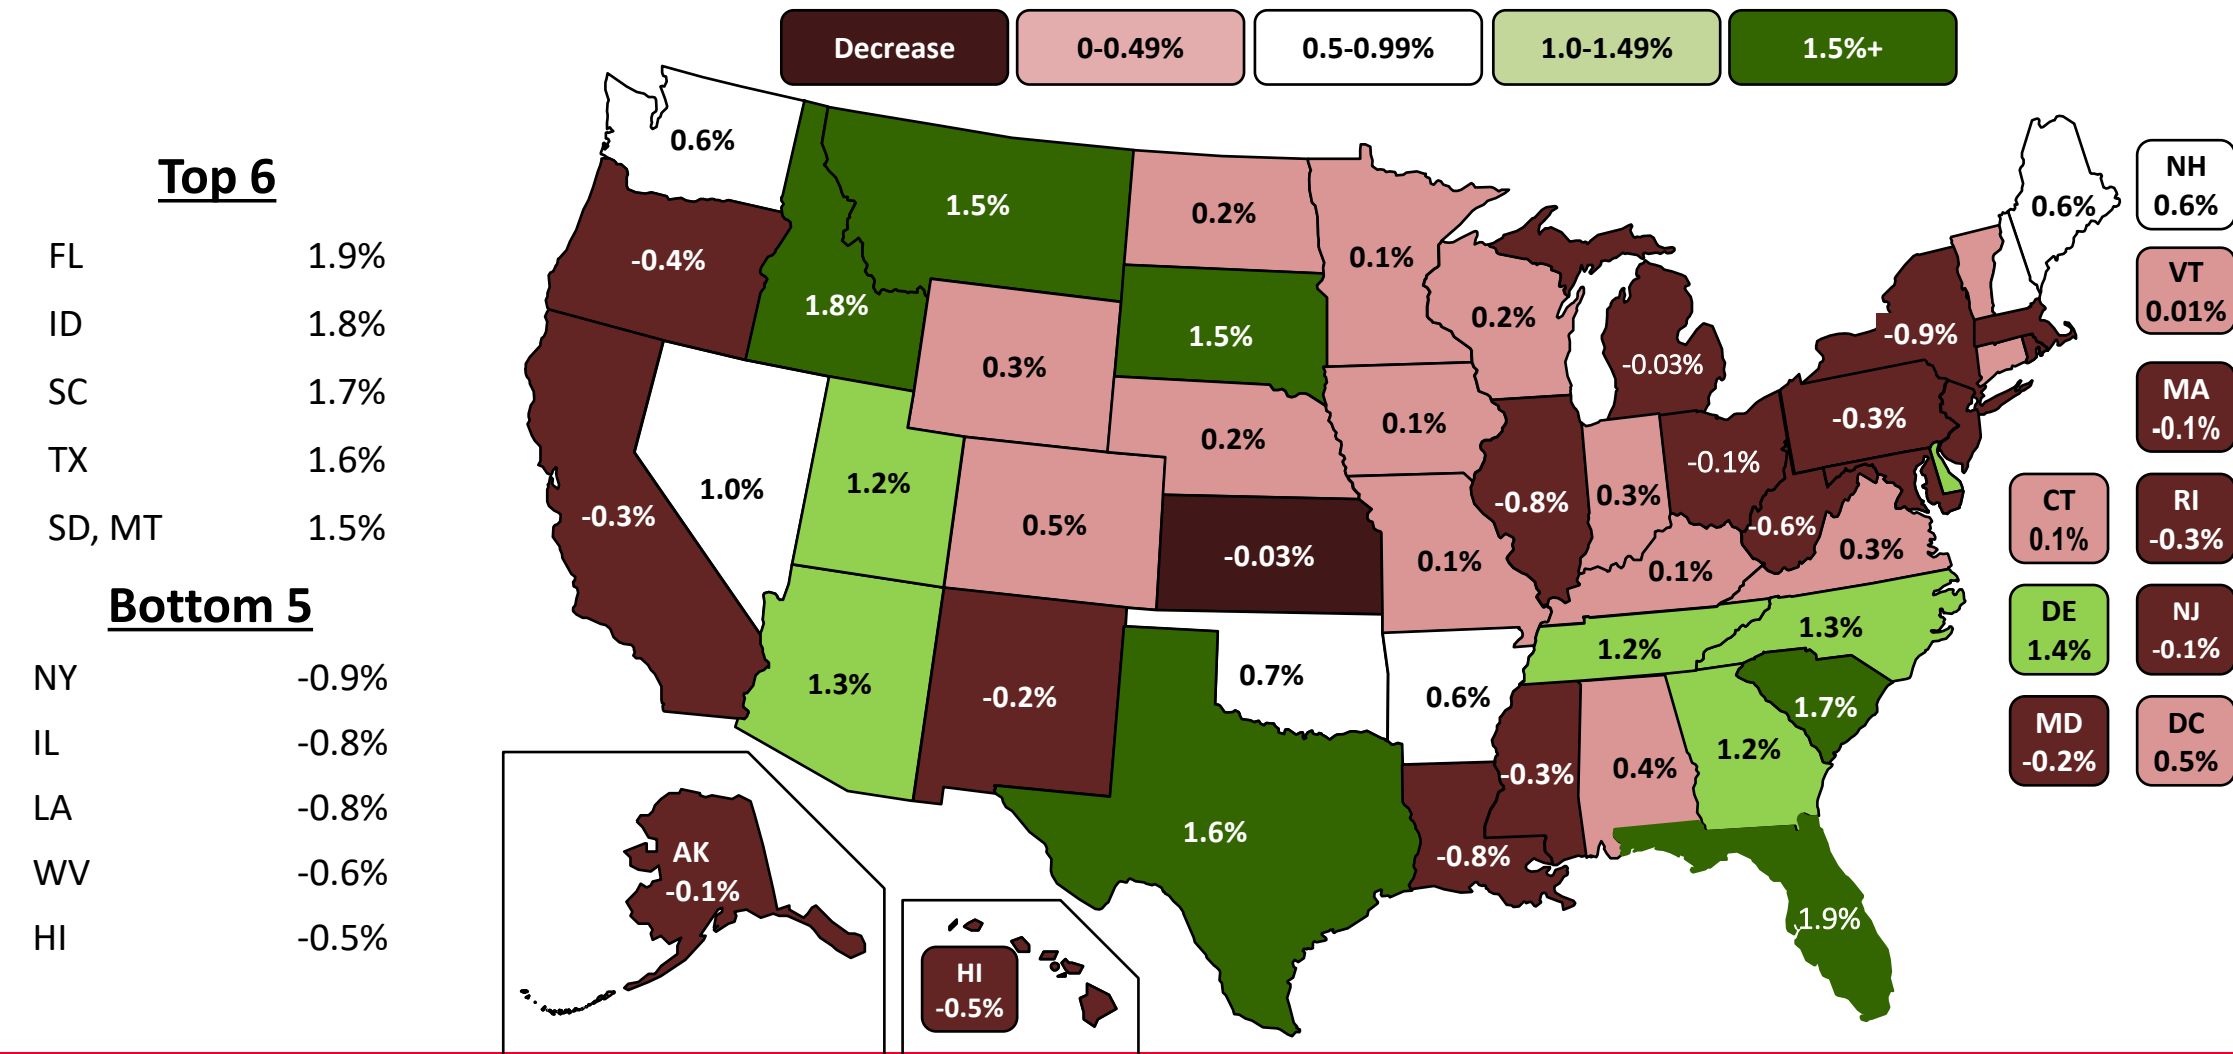 Decrease 0-0.49% 0.5-0.99% 1.0-1.49% 1.5%+
Top 6
FL 1.9%
ID 1.8%
SC 1.7%
TX 1.6%
SD, MT 1.5%
Bottom 5
NY -0.9%
IL -0.8%
LA -0.8%
WV -0.6%
HI -0.5%
0.6%
-0.4%
1.5%
1.8%
0.2%
0.1%
1.5%
0.2%
-0.03%
0.3%
0.2%
0.1%
-0.3%
1.0%
1.2%
0.5%
-0.03%
0.1%
-0.8%
0.3%
-0.1%
-0.6%
0.3%
0.1%
-0.3%
-0.9%
0.6%
1.3%
-0.2%
0.7%
0.6%
1.2%
1.3%
1.7%
1.2%
0.4%
-0.3%
-0.8%
1.6%
1.9%
AK
-0.1%
HI
-0.5%
NH
0.6%
VT
0.01%
MA
-0.1%
CT
0.1%
RI
-0.3%
DE
1.4%
NJ
-0.1%
MD
-0.2%
DC
0.5%